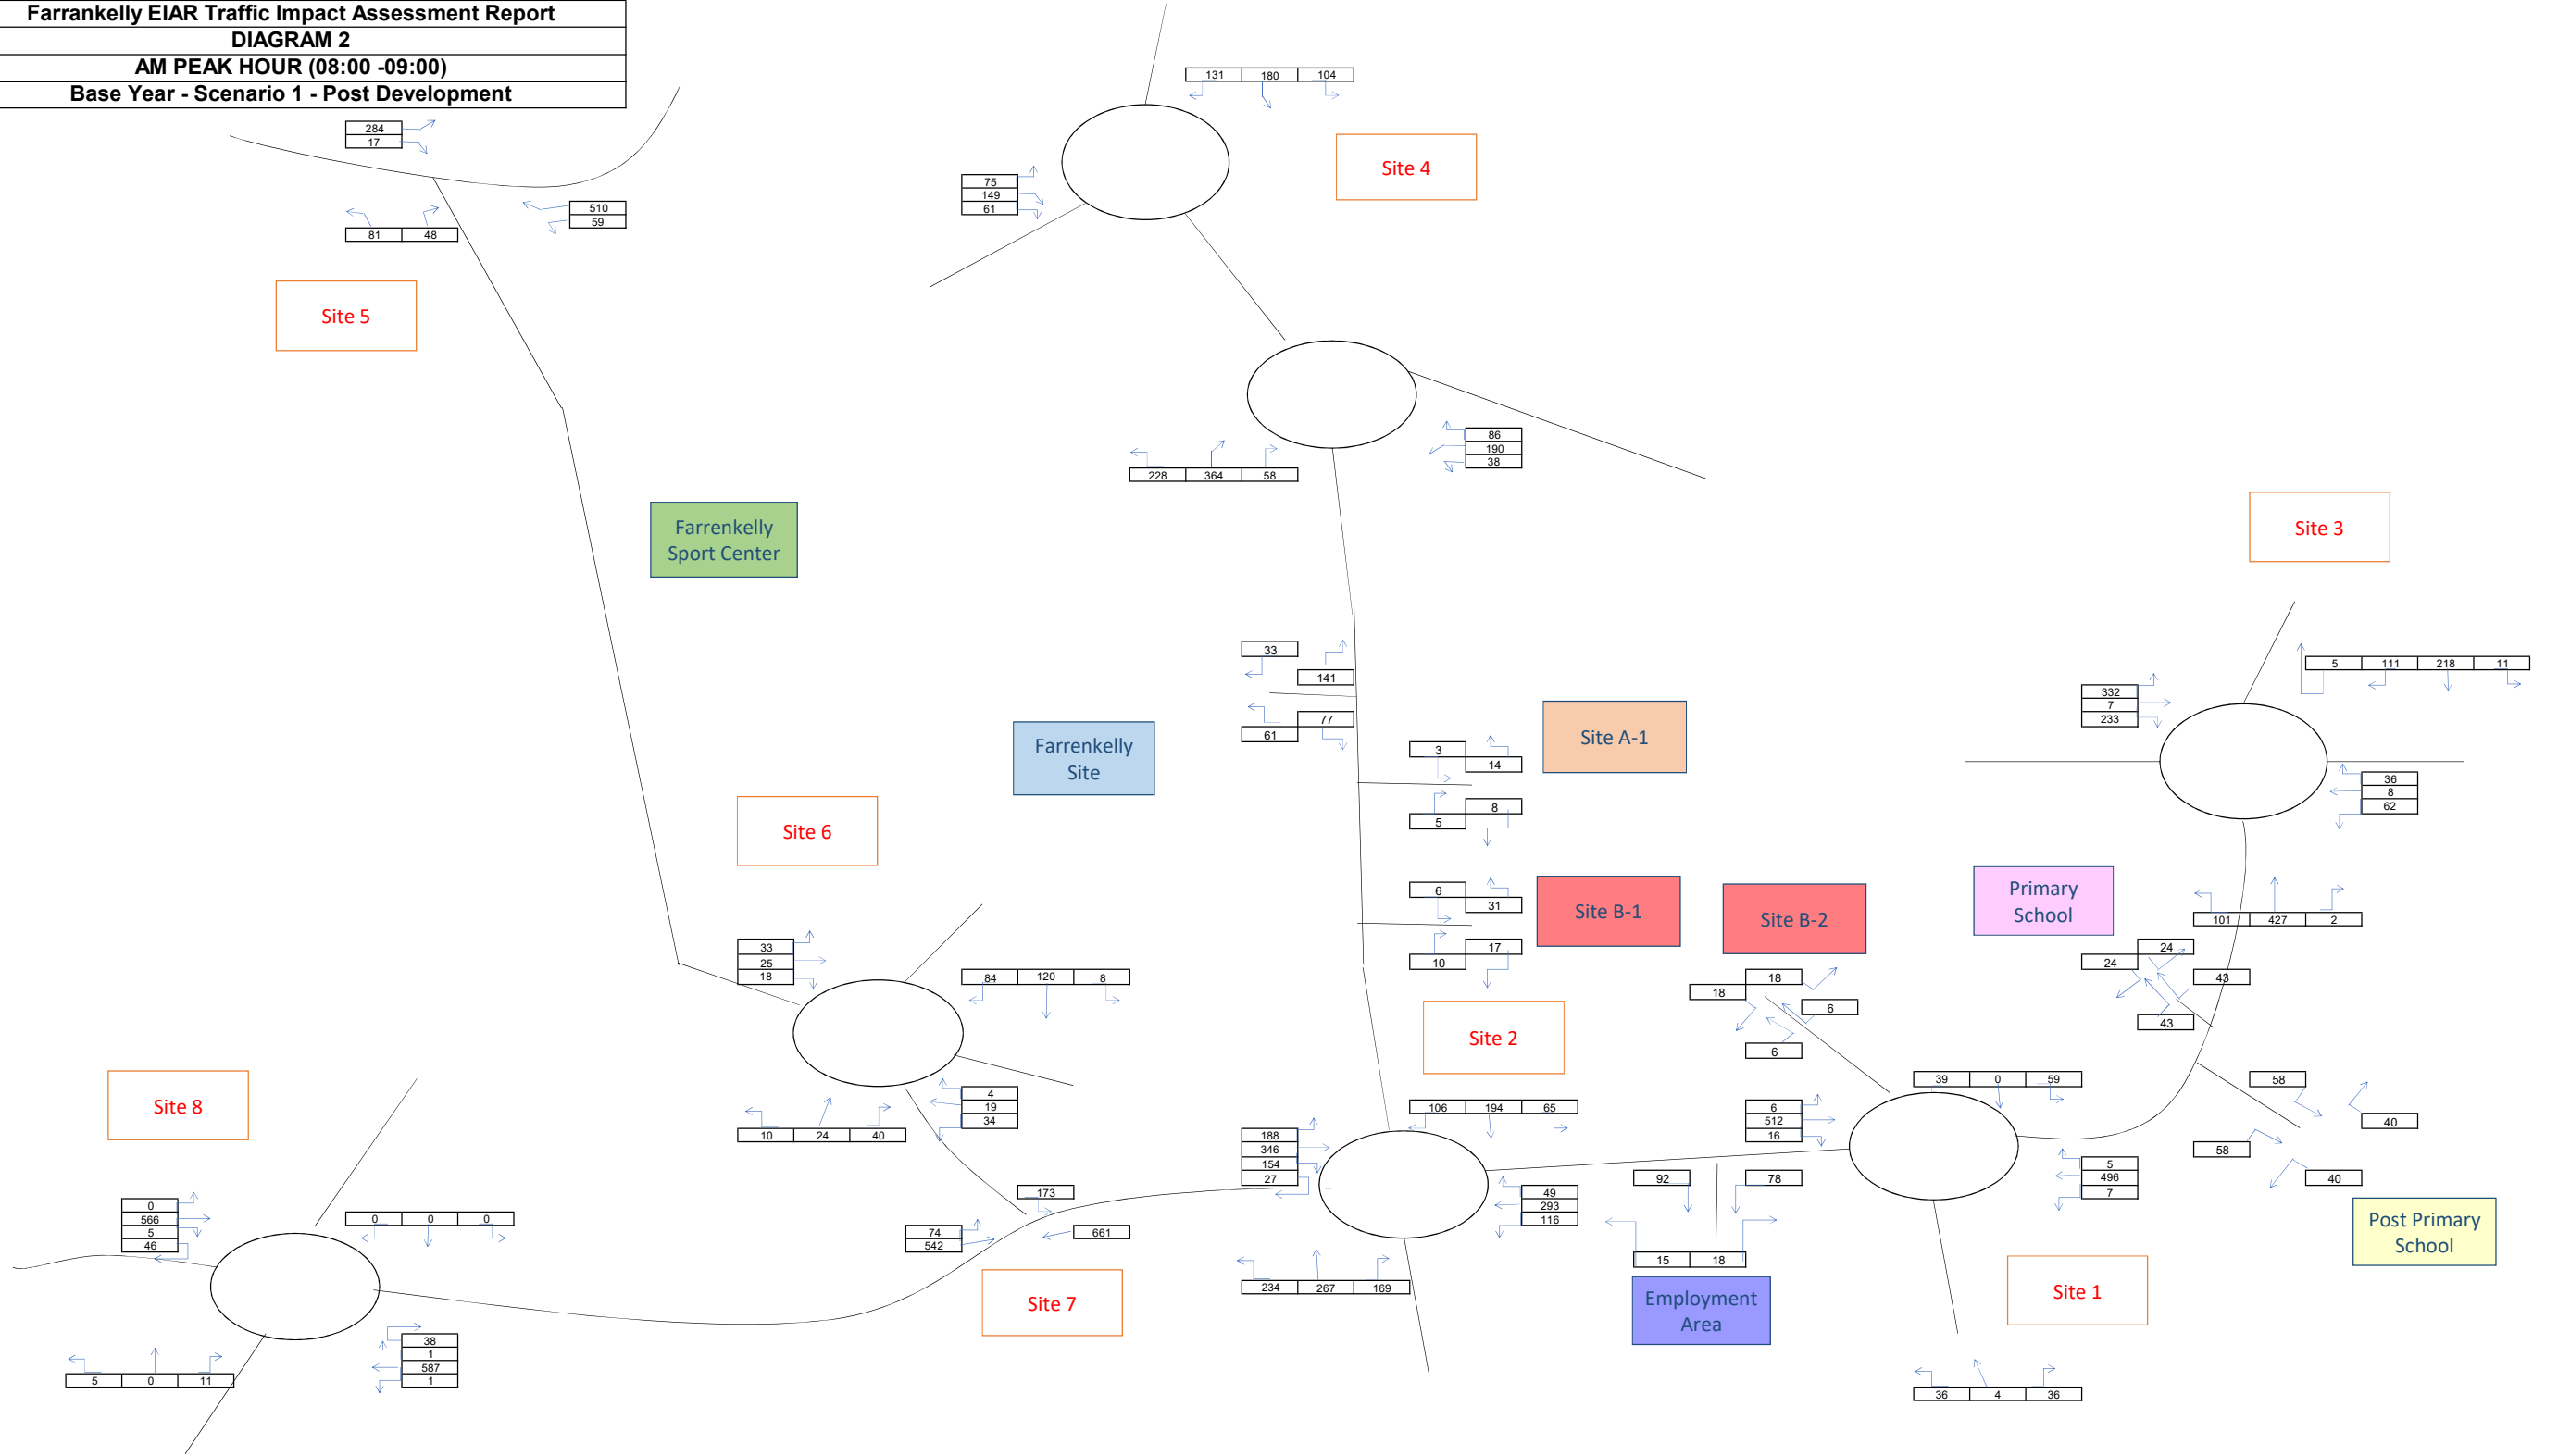 Farrankelly EIAR Traffic Impact Assessment Report
DIAGRAM 2
AM PEAK HOUR (08:00 -09:00)
Base Year - Scenario 1 - Post Development
131 180 104
284
17
Site 4
75
149
61
510
59
81 48
Site 5
86
190
38
228 364 58
Farrenkelly
Sport Center
Site 3
33
141
5 111 218 11
332
7
233
77
61
Farrenkelly
Site
Site A-1
3
14
36
8
62
8
5
Site 6
6
31
Site B-1
Site B-2
Primary
School
101 427 2
33
25
18
17
10
24
24
43
84 120 8
18
18
6
43
Site 2
6
Site 8
4
19
34
10 24 40
106 194 65
39 0 59
58
40
6
512
16
188
346
154
27
58
5
496
7
40
92 78
173
49
293
116
0
566
5
46
0 0 0
74
542
661
Post Primary
School
15 18
Site 7
234 267 169
Employment
Area
Site 1
38
1
587
1
5 0 11
36 4 36